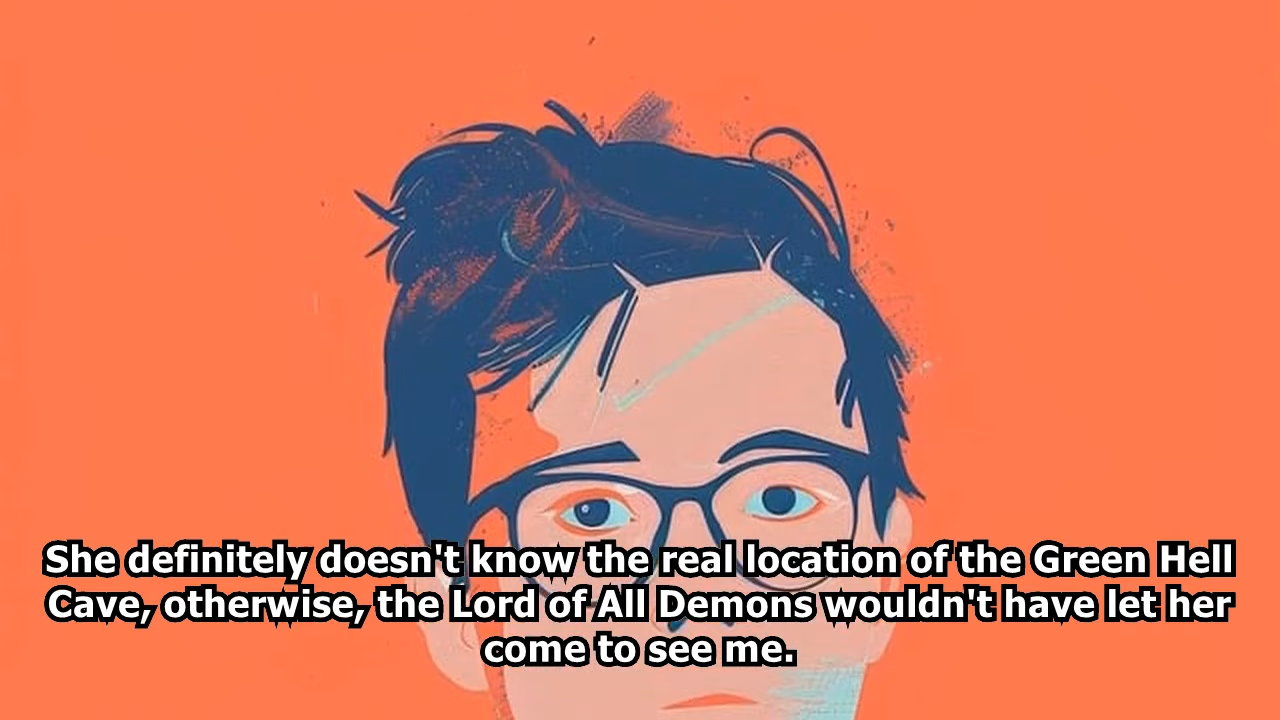 She definitely doesn't know the real location of the Green Hell
Cave, otherwise, the Lord of All Demons wouldn't have let her
come to see me.